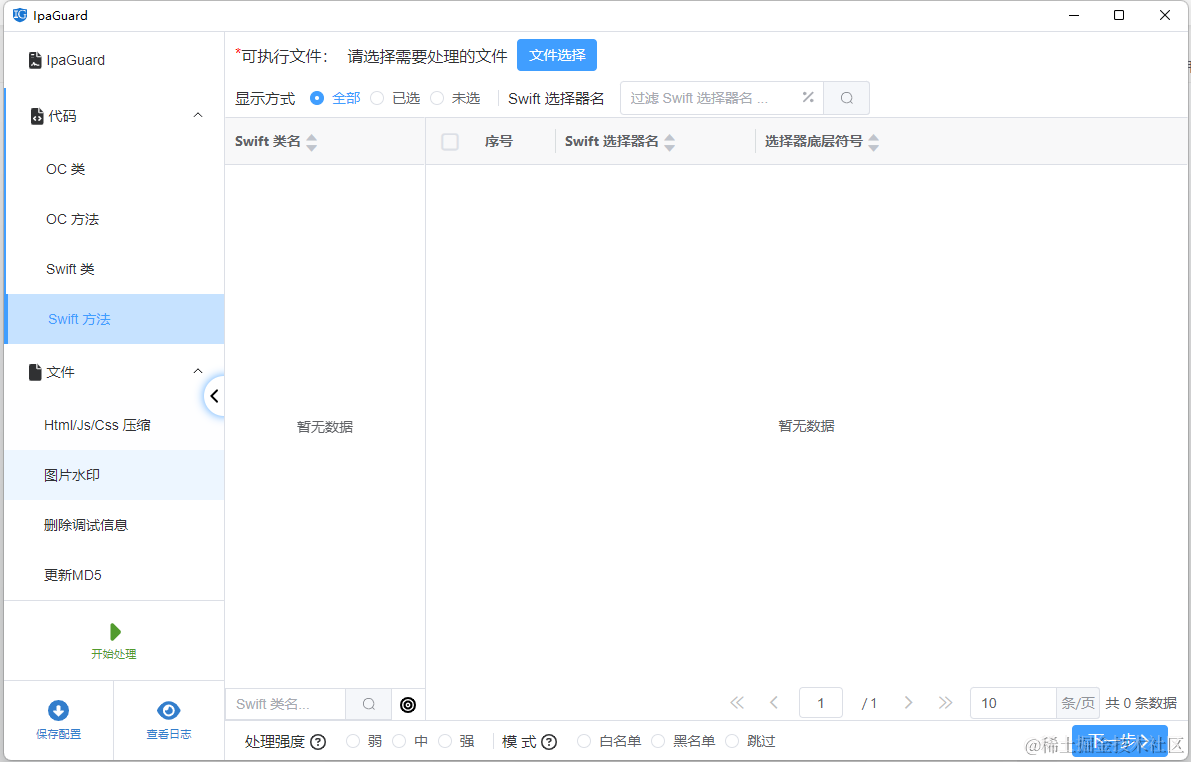 IpaGuard
IpaGuard
代码
OC 类
OC 方法
Swift 类
Swift 方法
文件
Html/Js/Css 压缩
图片水印
删除调试信息
更新MD5
开始处理
保存配置 查看日志
*可执行文件： 请选择需要处理的文件 文件选择
显示方式 全部 已选 未选 Swift 选择器名 过滤 Swift 选择器名 ...
Swift 类名 序号 Swift 选择器名 选择器底层符号
暂无数据 暂无数据
Swift 类名... 1 / 1 10 条/页 共 0 条数据
处理强度 弱 中 强 模 式 白名单 黑名单 跳过 下一步
@稀土掘金技术社区